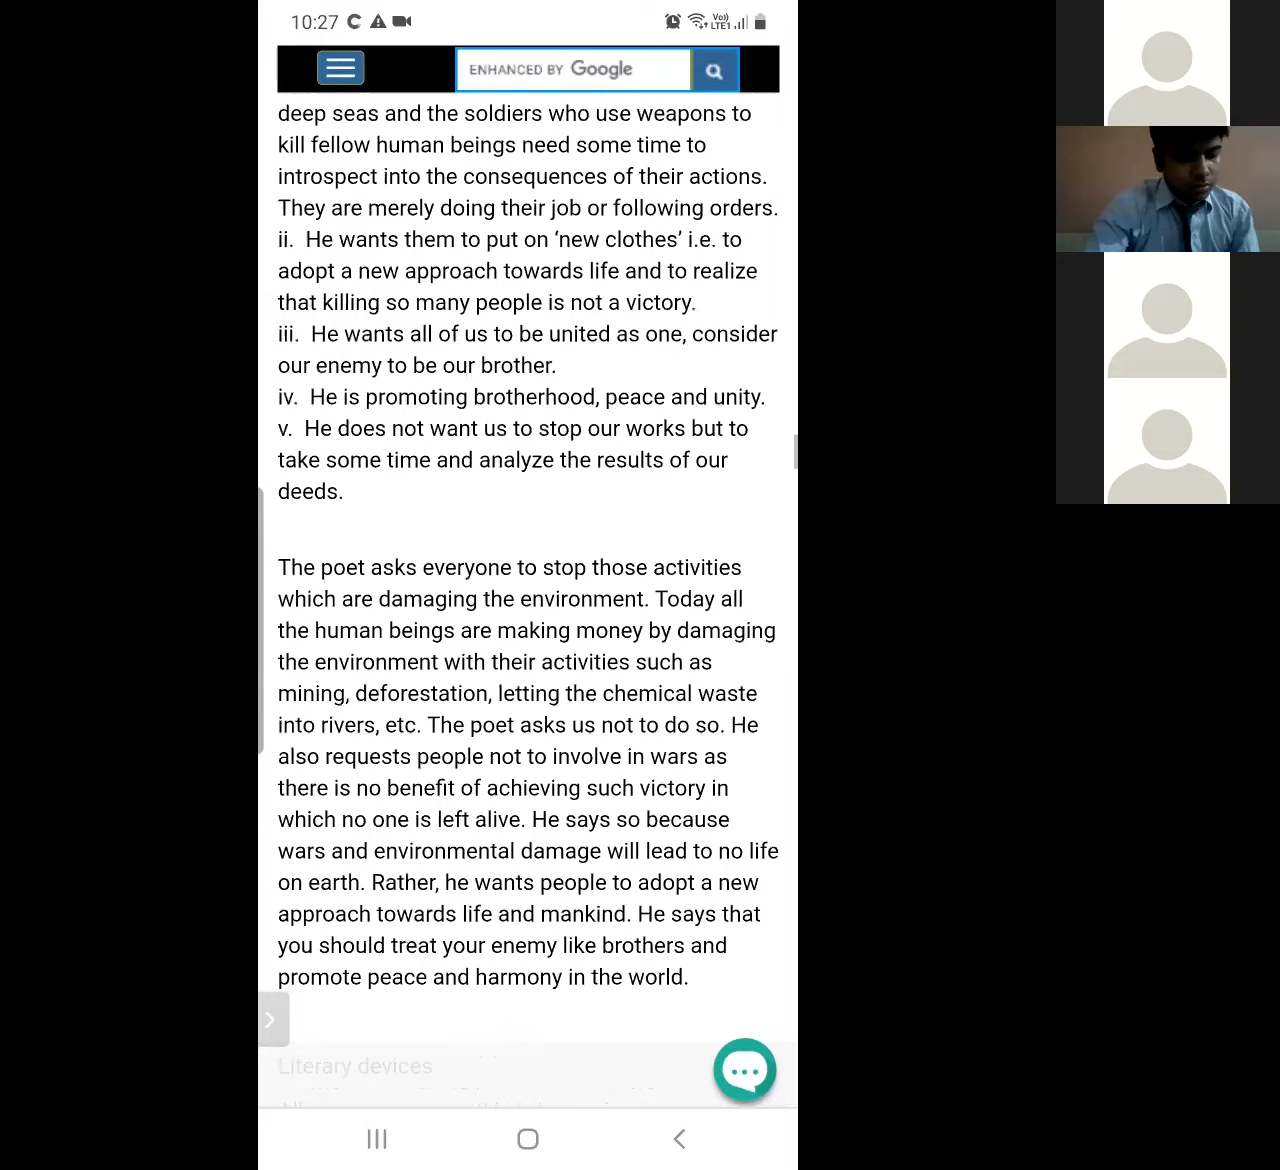 10:27
Vo))
LTE1
ENHANCED BY Google
deep seas and the soldiers who use weapons to
kill fellow human beings need some time to
introspect into the consequences of their actions.
They are merely doing their job or following orders.
ii.  He wants them to put on ‘new clothes’ i.e. to
adopt a new approach towards life and to realize
that killing so many people is not a victory.
iii.  He wants all of us to be united as one, consider
our enemy to be our brother.
iv.  He is promoting brotherhood, peace and unity.
v.  He does not want us to stop our works but to
take some time and analyze the results of our
deeds.
The poet asks everyone to stop those activities
which are damaging the environment. Today all
the human beings are making money by damaging
the environment with their activities such as
mining, deforestation, letting the chemical waste
into rivers, etc. The poet asks us not to do so. He
also requests people not to involve in wars as
there is no benefit of achieving such victory in
which no one is left alive. He says so because
wars and environmental damage will lead to no life
on earth. Rather, he wants people to adopt a new
approach towards life and mankind. He says that
you should treat your enemy like brothers and
promote peace and harmony in the world.
Literary devices